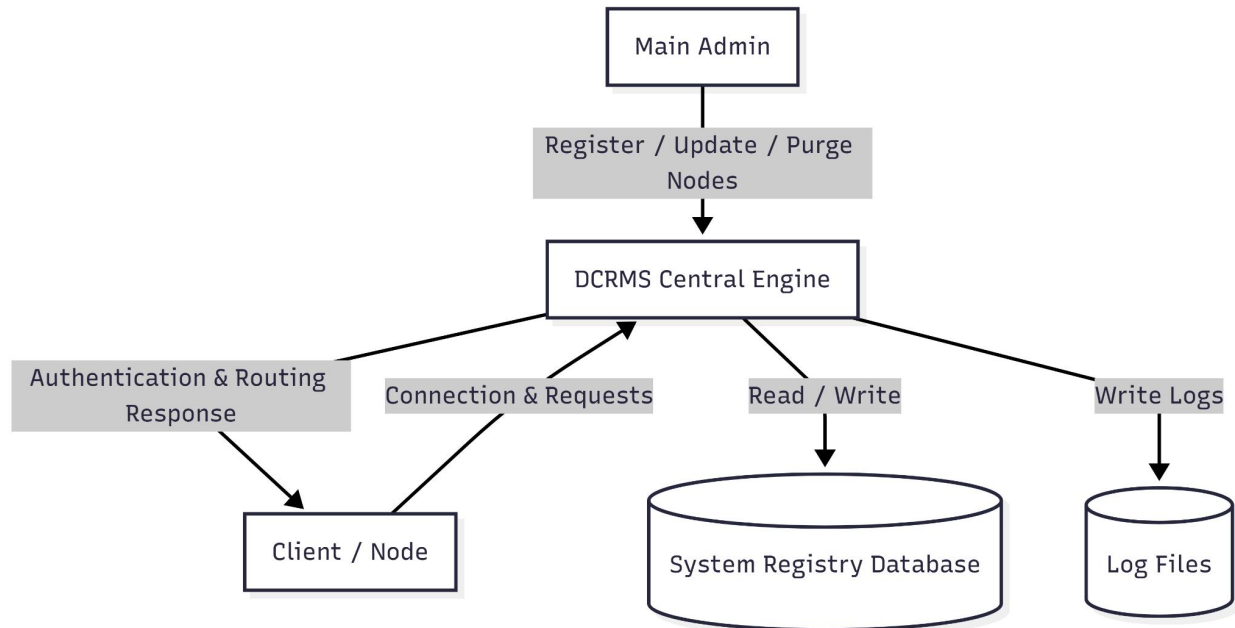 Main Admin
Register / Update / Purge
Nodes
DCRMS Central Engine
Authentication & Routing
Response
Connection & Requests
Read / Write
Write Logs
Client / Node
System Registry Database
Log Files